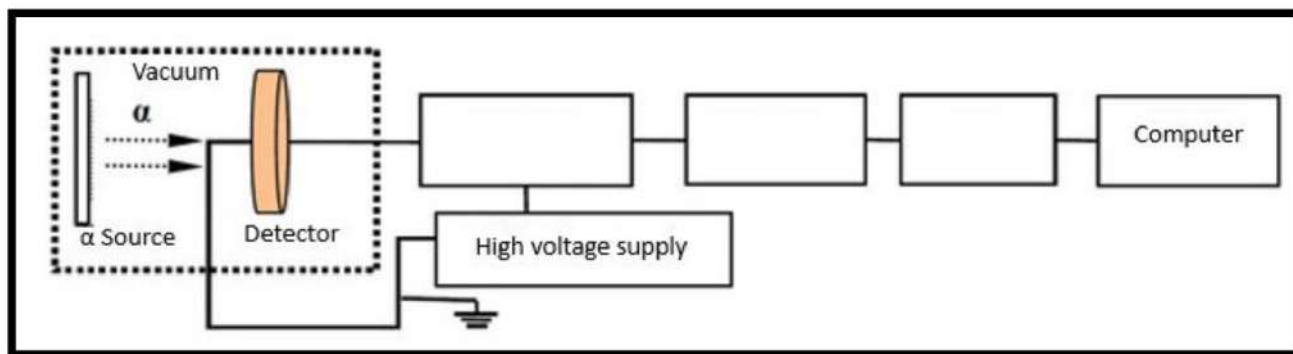 Vacuum
α
α Source
Detector
High voltage supply
Computer